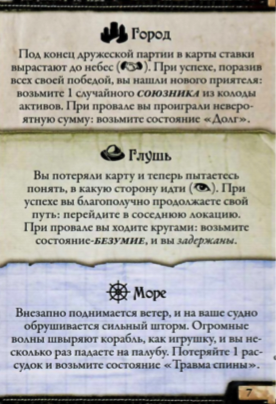 Город
Под конец дружеской партии в карты ставки
вырастают до небес (). При успехе, поразив
всех своей победой, вы нашли нового приятеля:
возьмите 1 случайного СОЮЗНИКА из колоды
активов. При провале вы проиграли неверо-
ятную сумму: возьмите состояние «Долг».
Глушь
Вы потеряли карту и теперь пытаетесь
понять, в какую сторону идти (). При
успехе вы благополучно продолжаете свой
путь: перейдите в соседнюю локацию.
При провале вы ходите кругами: возьмите
состояние-БЕЗУМИЕ, и вы задержаны.
Море
Внезапно поднимается ветер, и на ваше судно
обрушивается сильный шторм. Огромные
волны швыряют корабль, как игрушку, и вы не-
сколько раз падаете на палубу. Потеряйте 1 рас-
судок и возьмите состояние «Травма спины».
7